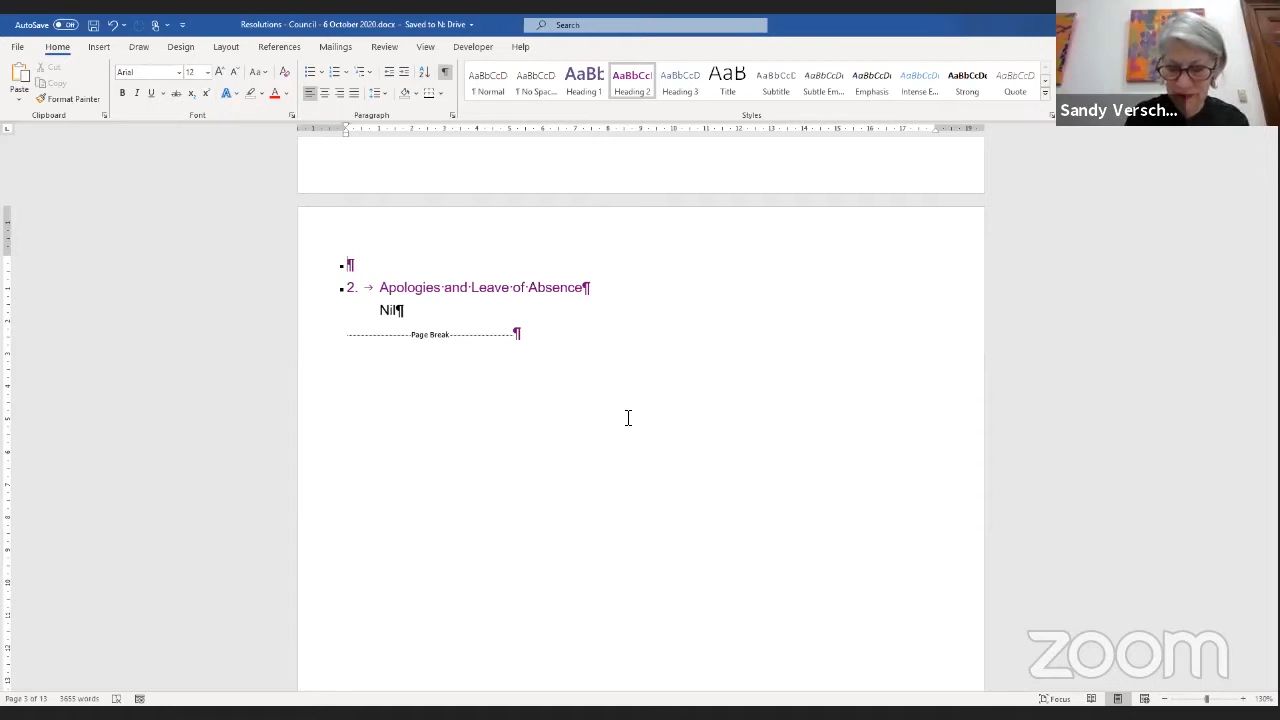 AutoSave Off Resolutions - Council - 6 October 2020.docx - Saved to N: Drive Search
File Home Insert Draw Design Layout References Mailings Review View Developer Help
Paste
Cut
Copy
Format Painter
Clipboard
Arial 12
Font
Paragraph
AaBbCcD AaBbCcD AaBbC AaBbCcI AaBbCcD AaB AaBbCcD AaBbCcD AaBbCcD AaBbCcD AaBbCcDc AaBbCcD
¶ Normal ¶ No Spac... Heading 1 Heading 2 Heading 3 Title Subtitle Subtle Em... Emphasis Intense E... Strong Quote
Styles
Sandy Versch...
¶
2. → Apologies·and·Leave·of·Absence¶
Nil¶
Page Break ¶
zoom
Page 3 of 13 3655 words Focus 130%